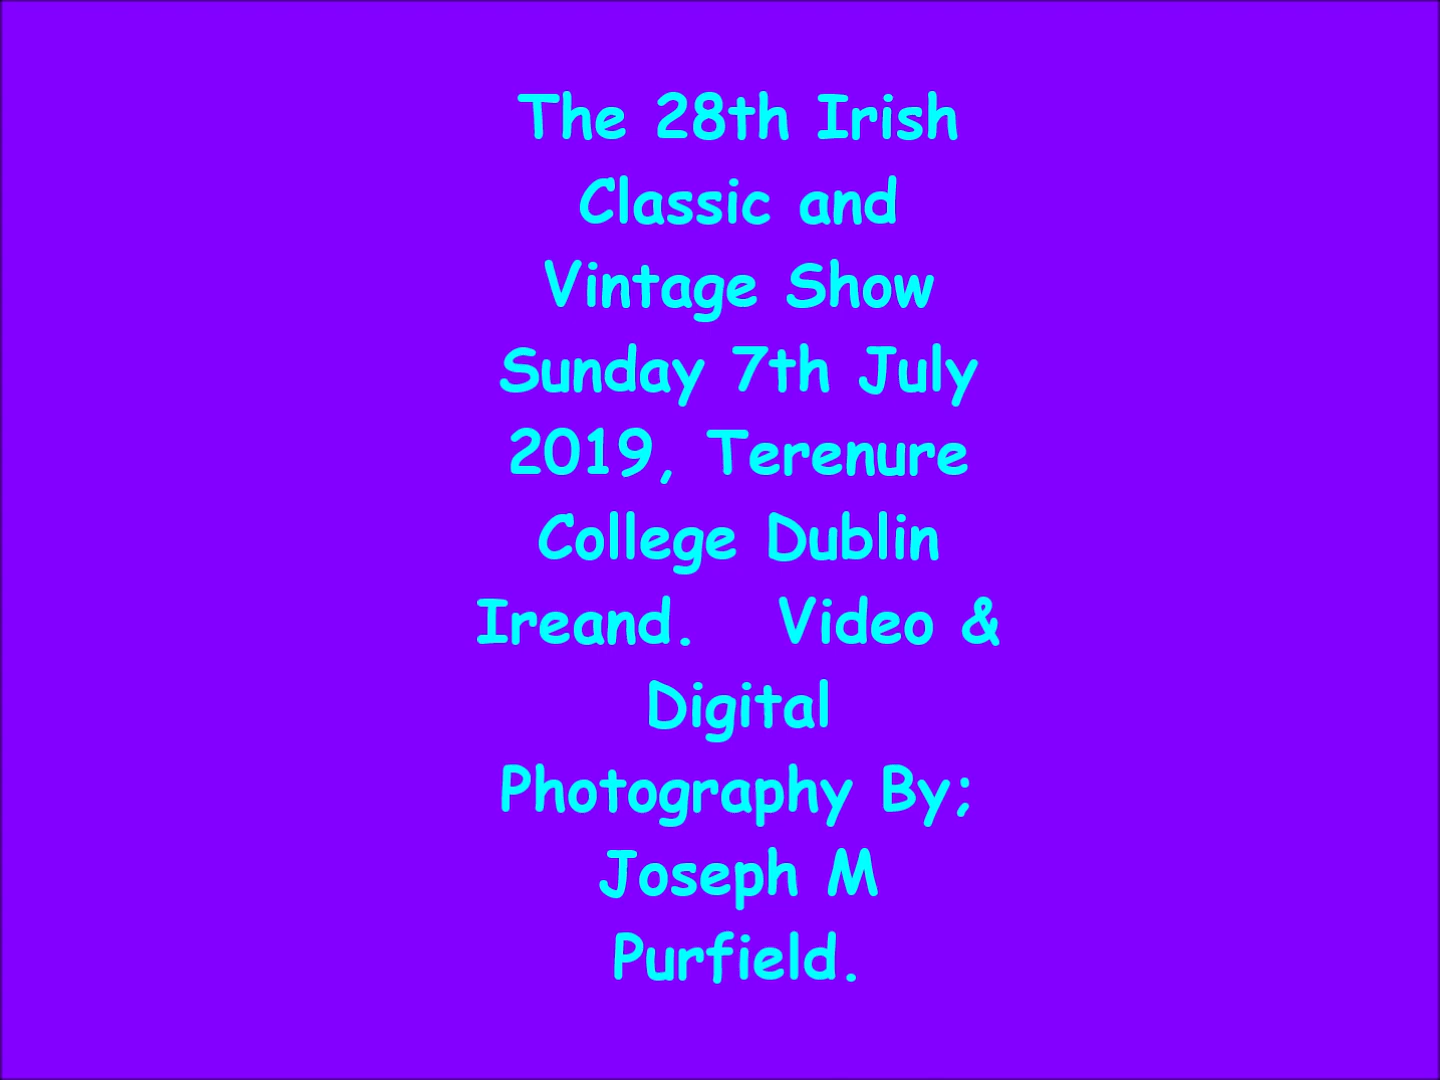 The 28th Irish
Classic and
Vintage Show
Sunday 7th July
2019, Terenure
College Dublin
Ireand.   Video &
Digital
Photography By;
Joseph M
Purfield.